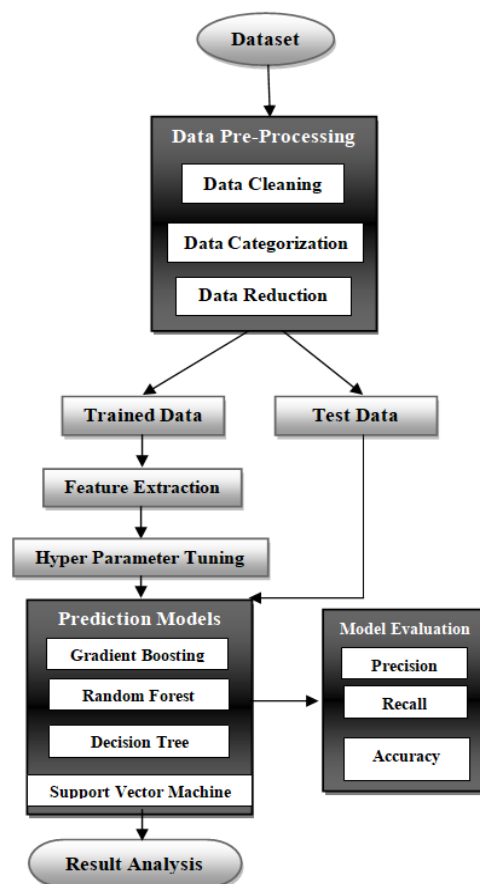 Dataset
Data Pre-Processing
Data Cleaning
Data Categorization
Data Reduction
Trained Data
Test Data
Feature Extraction
Hyper Parameter Tuning
Prediction Models
Gradient Boosting
Random Forest
Decision Tree
Support Vector Machine
Model Evaluation
Precision
Recall
Accuracy
Result Analysis